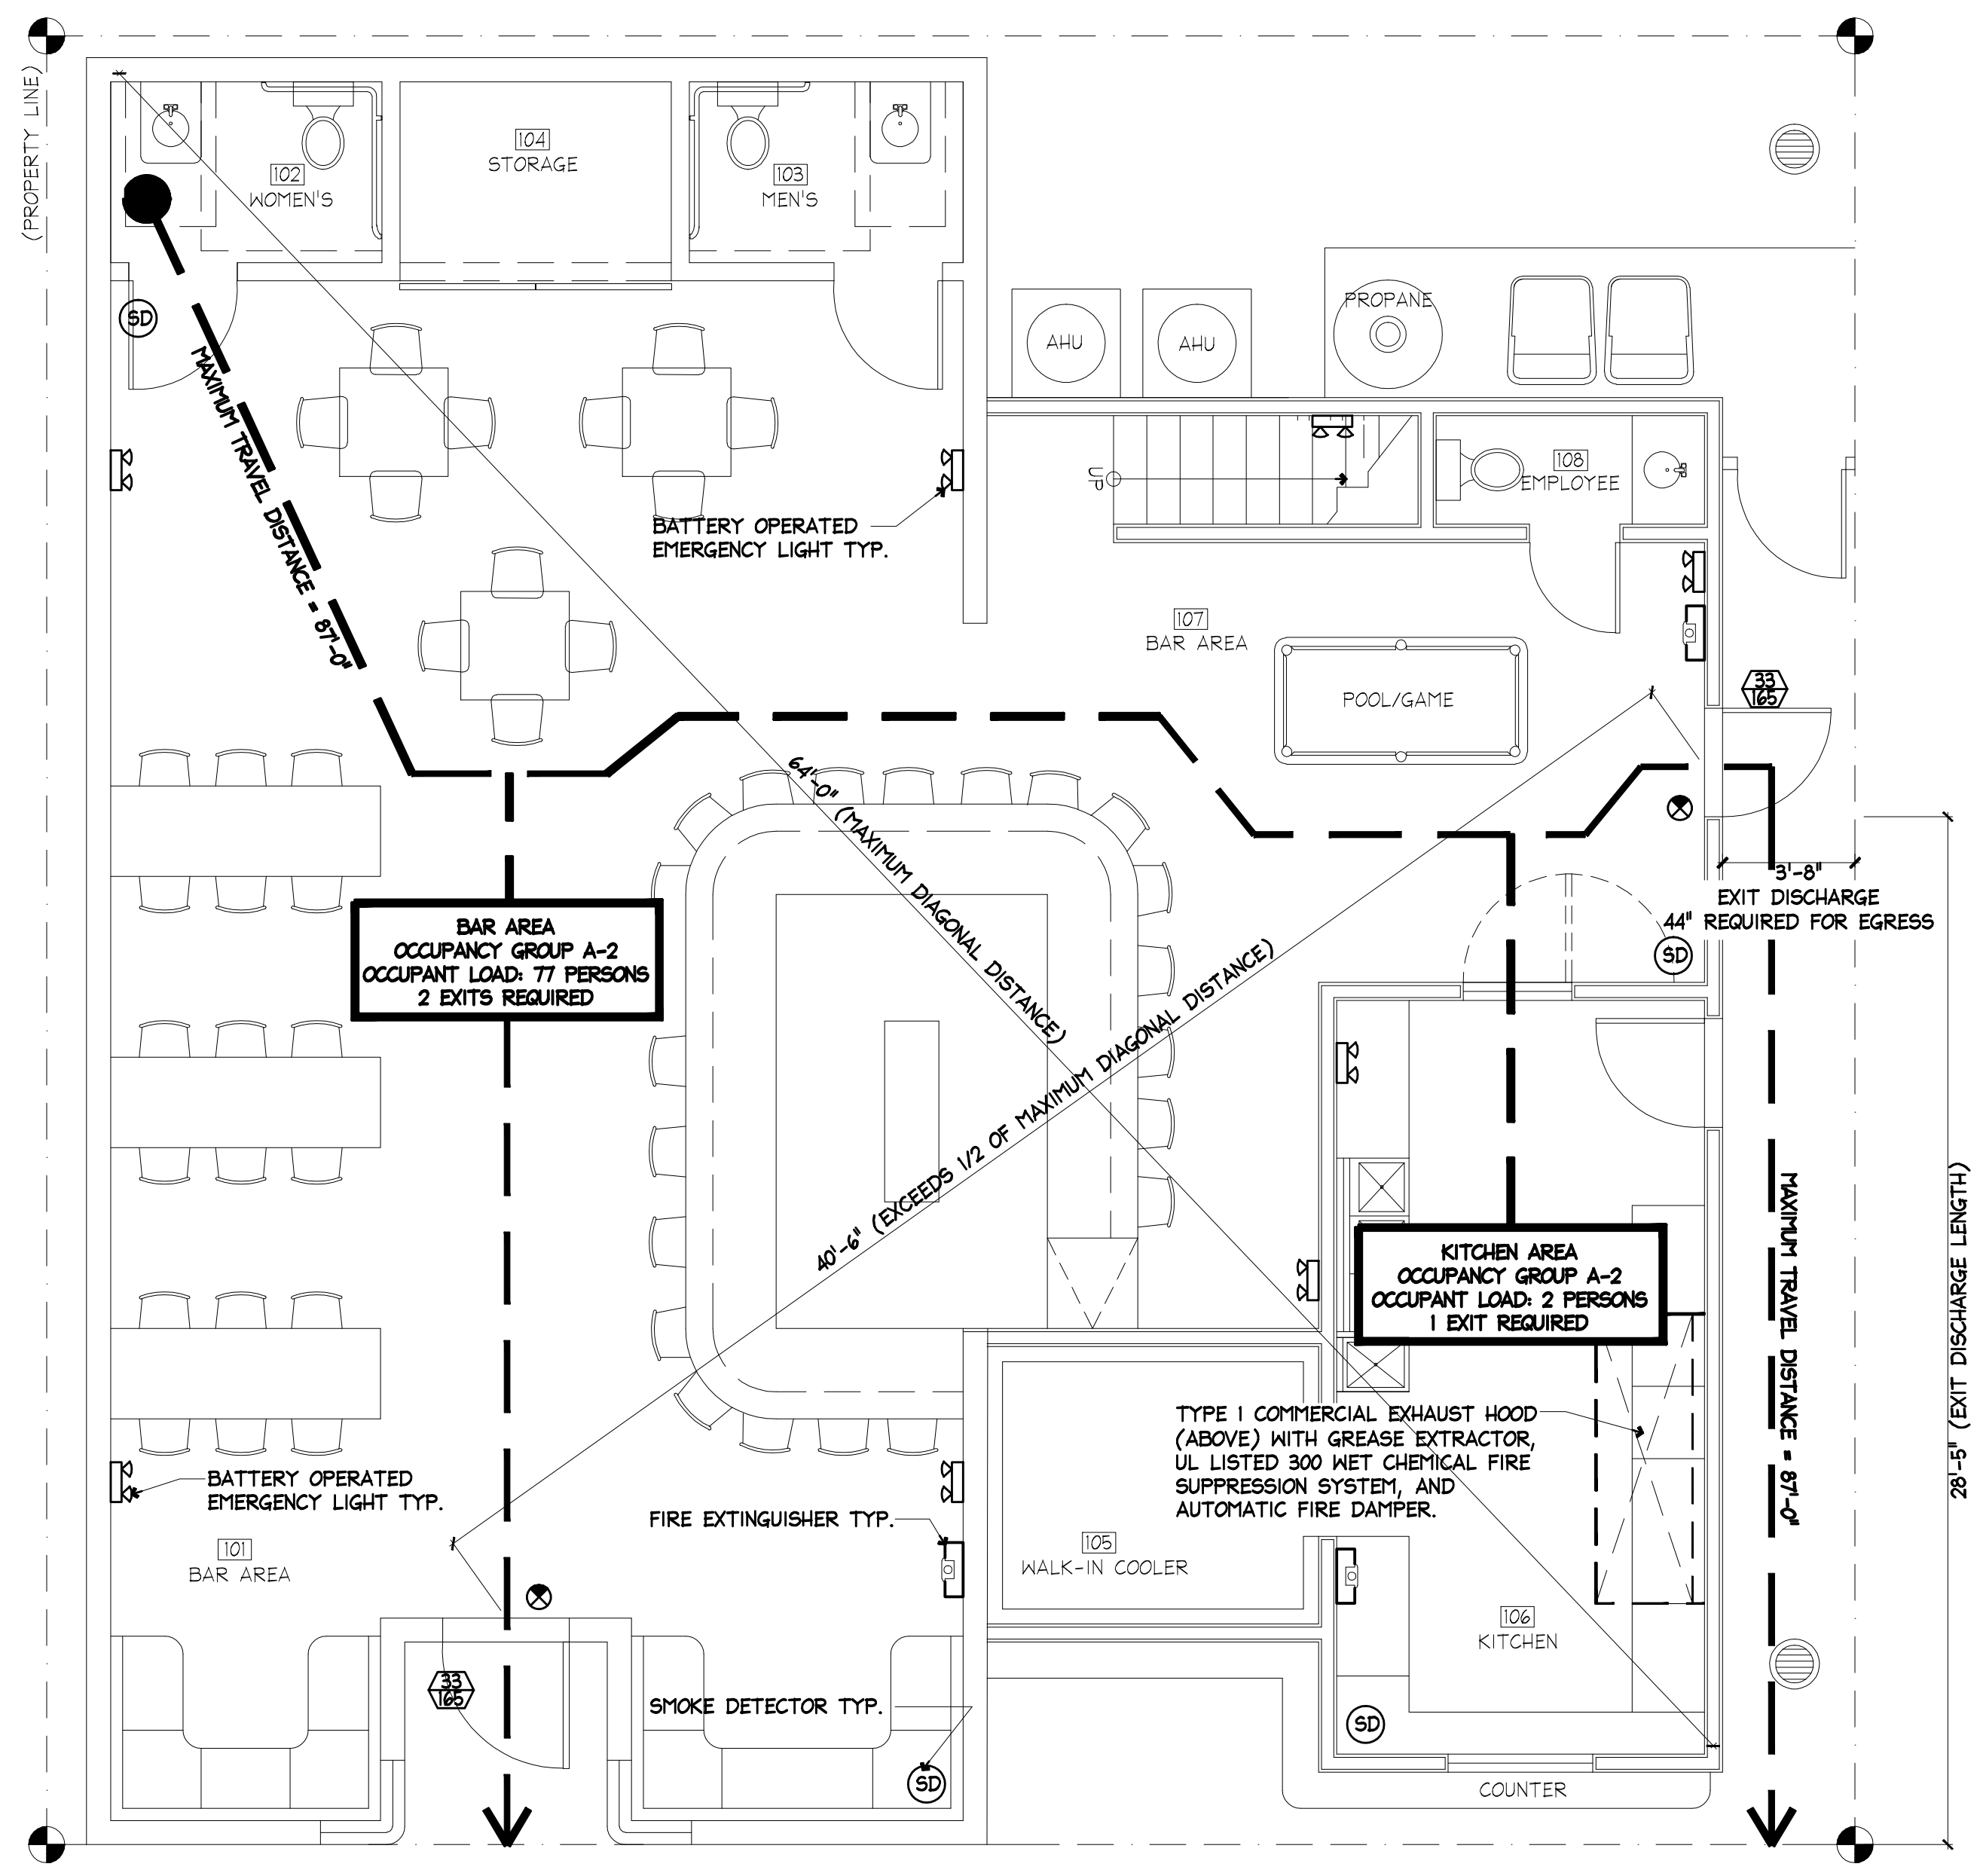 (PROPERTY LINE)
104
STORAGE
102
WOMEN'S
103
MEN'S
SD
MAXIMUM TRAVEL DISTANCE = 87'-0"
AHU
AHU
PROPANE
UP
108
EMPLOYEE
BATTERY OPERATED
EMERGENCY LIGHT TYP.
107
BAR AREA
POOL/GAME
33
165
64'-0" (MAXIMUM DIAGONAL DISTANCE)
40'-6" (EXCEEDS 1/2 OF MAXIMUM DIAGONAL DISTANCE)
3'-8"
EXIT DISCHARGE
44" REQUIRED FOR EGRESS
SD
BAR AREA
OCCUPANCY GROUP A-2
OCCUPANT LOAD: 77 PERSONS
2 EXITS REQUIRED
KITCHEN AREA
OCCUPANCY GROUP A-2
OCCUPANT LOAD: 2 PERSONS
1 EXIT REQUIRED
MAXIMUM TRAVEL DISTANCE = 87'-0"
28'-5" (EXIT DISCHARGE LENGTH)
TYPE 1 COMMERCIAL EXHAUST HOOD
(ABOVE) WITH GREASE EXTRACTOR,
UL LISTED 300 WET CHEMICAL FIRE
SUPPRESSION SYSTEM, AND
AUTOMATIC FIRE DAMPER.
BATTERY OPERATED
EMERGENCY LIGHT TYP.
FIRE EXTINGUISHER TYP.
101
BAR AREA
105
WALK-IN COOLER
106
KITCHEN
33
165
SMOKE DETECTOR TYP.
SD
SD
COUNTER